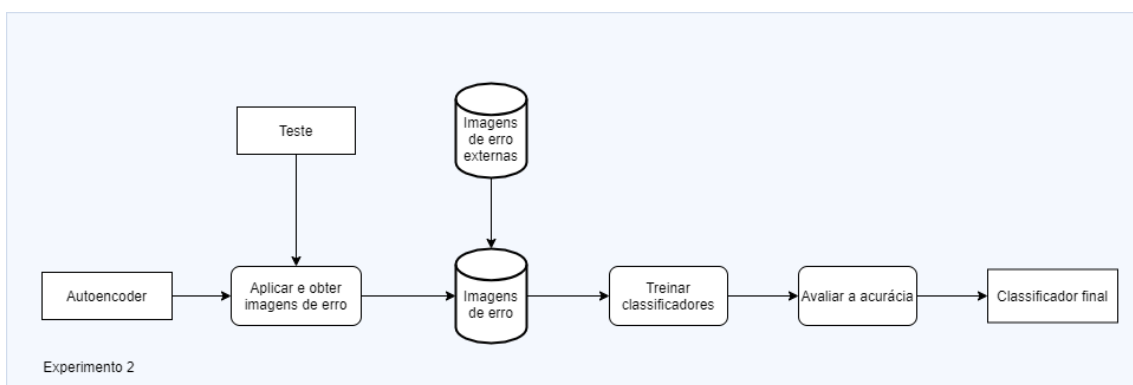 Imagens
de erro
externas
Teste
Autoencoder
Aplicar e obter
imagens de erro
Imagens
de erro
Treinar
classificadores
Avaliar a acurácia
Classificador final
Experimento 2